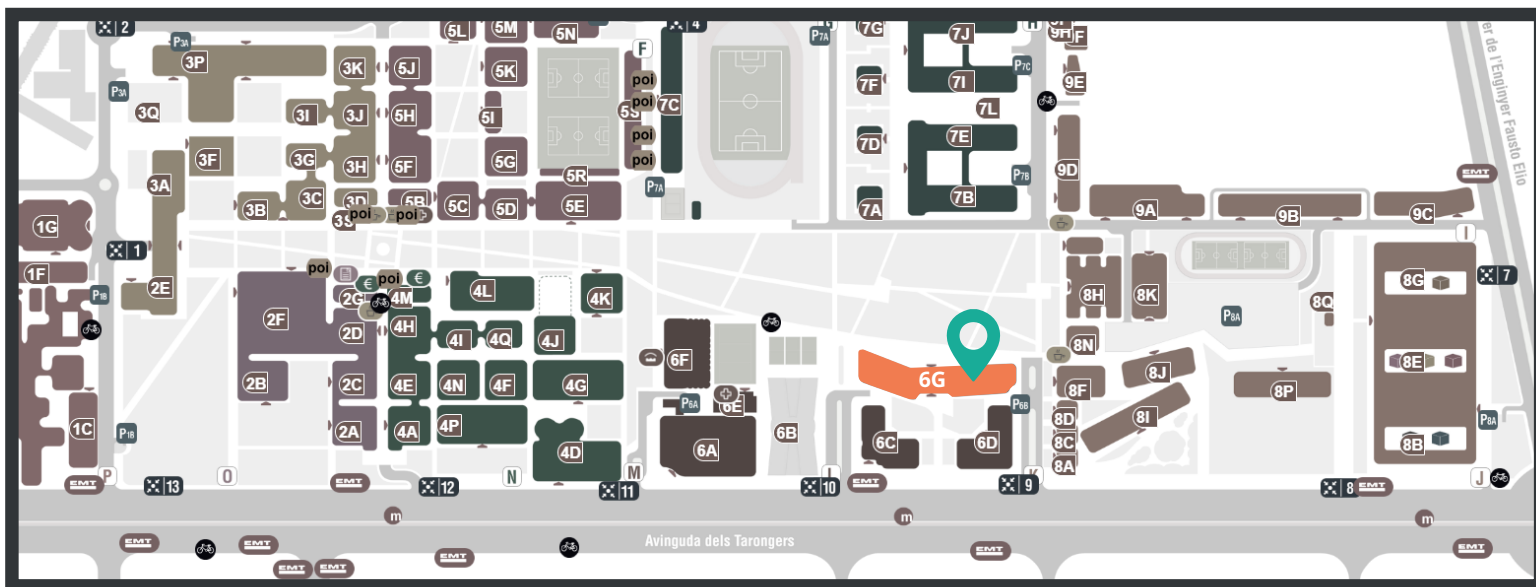 2
P3A
5L
5M
5N
4
P7A
7G
7J
H
9H
F
3P
3K
5J
5K
F
poi
7F
7I
P7C
9E
P3A
3Q
3I
3J
5H
5I
poi
7C
7L
3F
3G
3H
5F
5G
poi
poi
7D
7E
9D
3A
3B
3C
3D
5B
5C
5D
5R
5E
P7A
7A
7B
P7B
9A
9B
9C
EMT
er de l'Enginyer Fausto Elio
3S
poi
poi
1G
1
I
1F
2E
P1B
poi
2G
€
poi
€
4M
4L
4K
8H
8K
P8A
8Q
8G
7
2F
2D
4H
4I
4Q
4J
6F
6G
8N
8J
8E
2B
2C
4E
4N
4F
4G
P6A
6E
P6B
8F
8P
1C
P1B
2A
4A
4P
4D
6A
6B
6C
6D
8D
8C
8A
8I
8B
P8A
P
O
N
M
L
K
J
EMT
13
EMT
12
11
10
EMT
9
8
EMT
m
m
m
Avinguda dels Tarongers
EMT
EMT
EMT
EMT
EMT
EMT
EMT